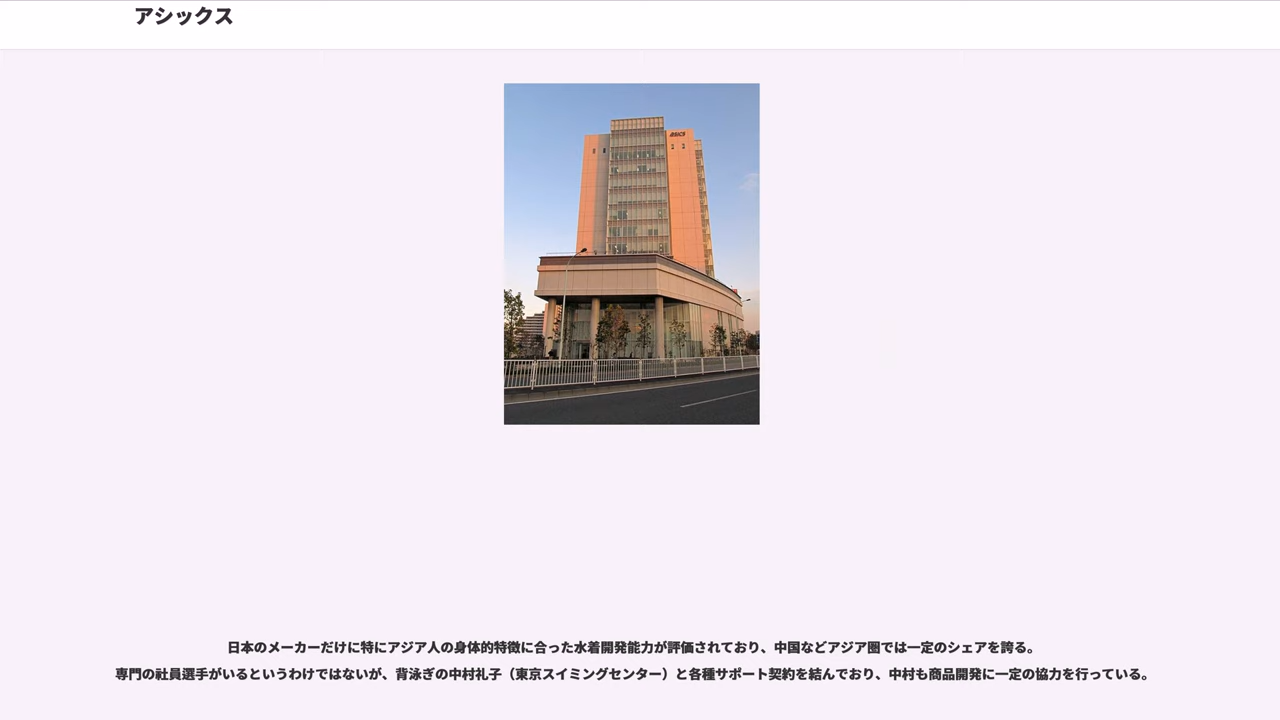 アシックス
asics
日本のメーカーだけに特にアジア人の身体的特徴に合った水着開発能力が評価されており、中国などアジア圏では一定のシェアを誇る。
専門の社員選手がいるというわけではないが、背泳ぎの中村礼子（東京スイミングセンター）と各種サポート契約を結んでおり、中村も商品開発に一定の協力を行っている。